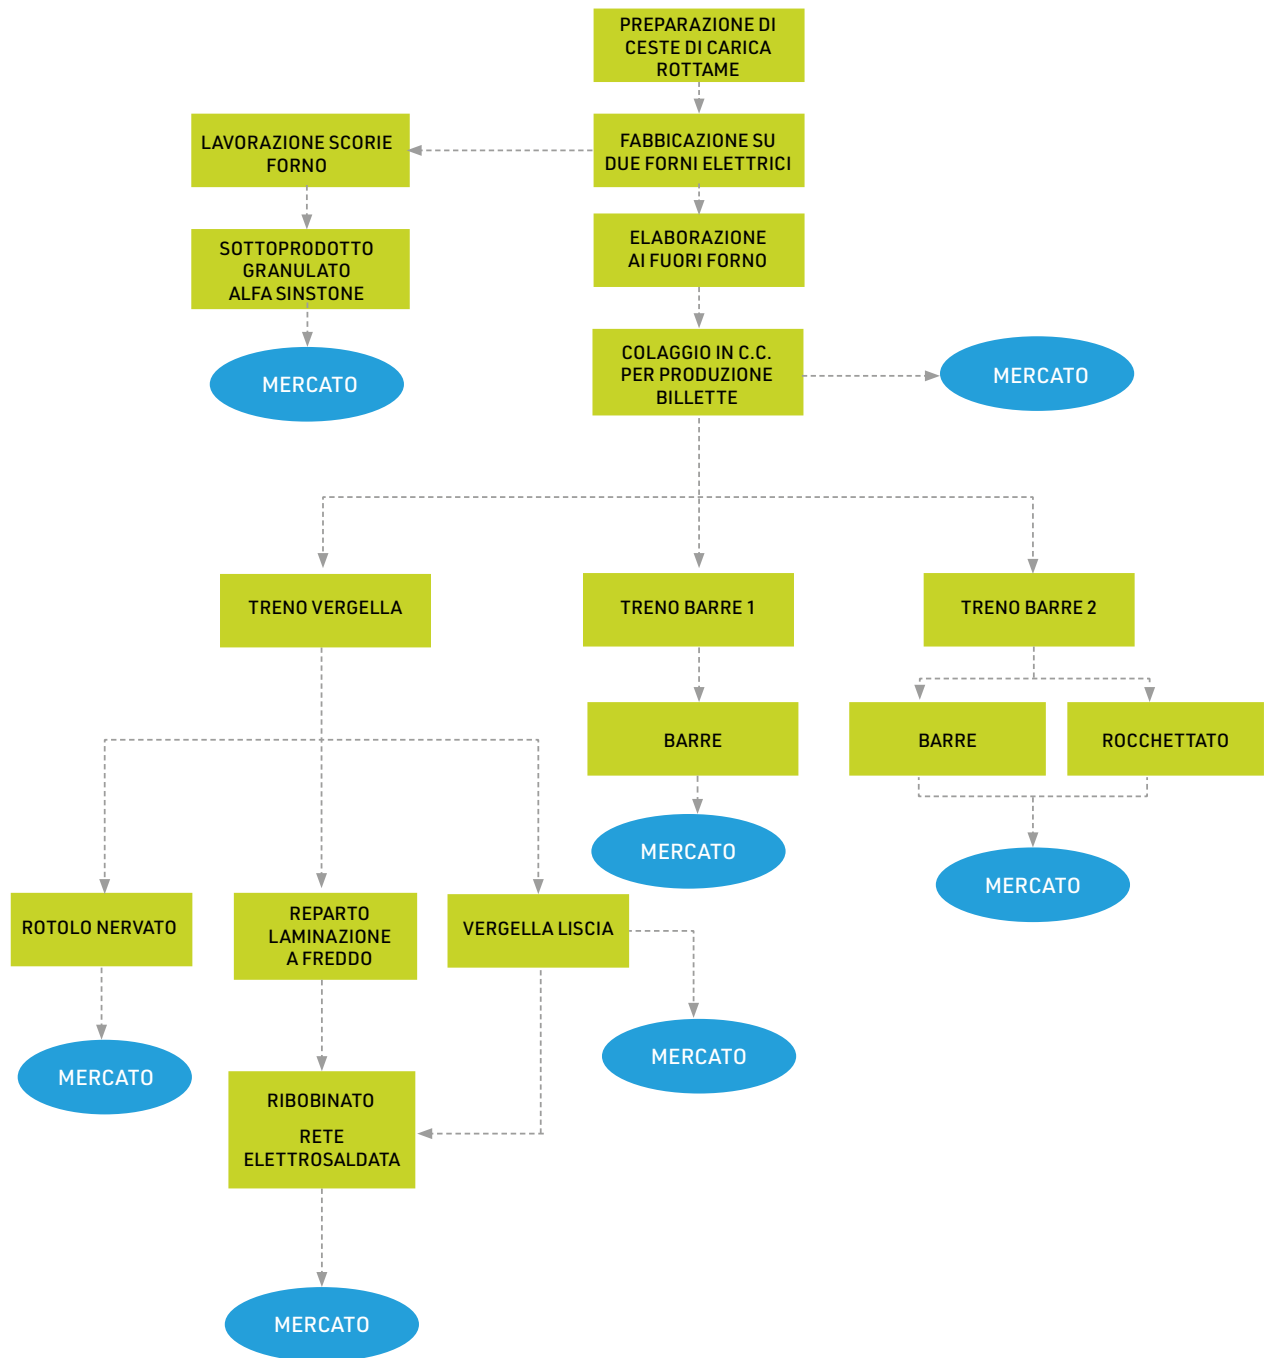 PREPARAZIONE DI
CESTE DI CARICA
ROTTAME
LAVORAZIONE SCORIE
FORNO
FABBICAZIONE SU
DUE FORNI ELETTRICI
SOTTOPRODOTTO
GRANULATO
ALFA SINSTONE
ELABORAZIONE
AI FUORI FORNO
MERCATO
COLAGGIO IN C.C.
PER PRODUZIONE
BILLETTE
MERCATO
TRENO VERGELLA
TRENO BARRE 1
TRENO BARRE 2
BARRE
BARRE
ROCCHETTATO
MERCATO
MERCATO
ROTOLO NERVATO
REPARTO
LAMINAZIONE
A FREDDO
VERGELLA LISCIA
MERCATO
MERCATO
RIBOBINATO
RETE
ELETTROSALDATA
MERCATO